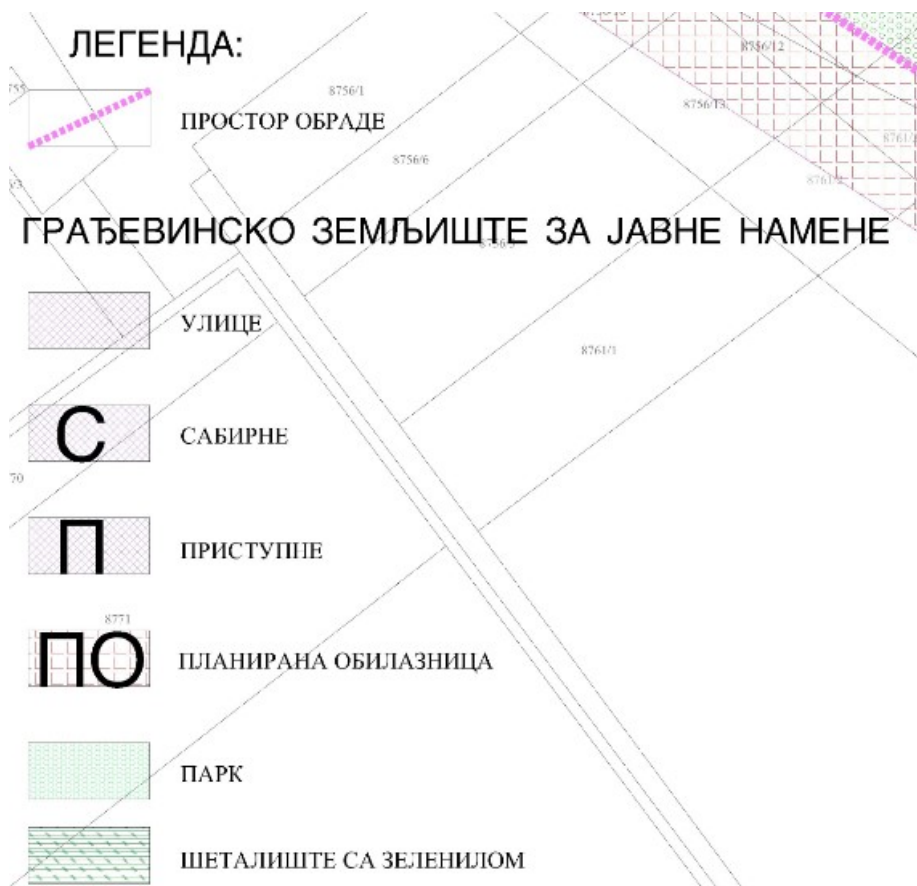 ЛЕГЕНДА:
8756/12
8756/1
8756/13
ПРОСТОР ОБРАДЕ
8756/6
ГРАЂЕВИНСКО ЗЕМЉИШТЕ ЗА ЈАВНЕ НАМЕНЕ
УЛИЦЕ
8761/1
С
САБИРНЕ
70
П
ПРИСТУПНЕ
8771
ПО
ПЛАНИРАНА ОБИЛАЗНИЦА
ПАРК
ШЕТАЛИШТЕ СА ЗЕЛЕНИЛОМ